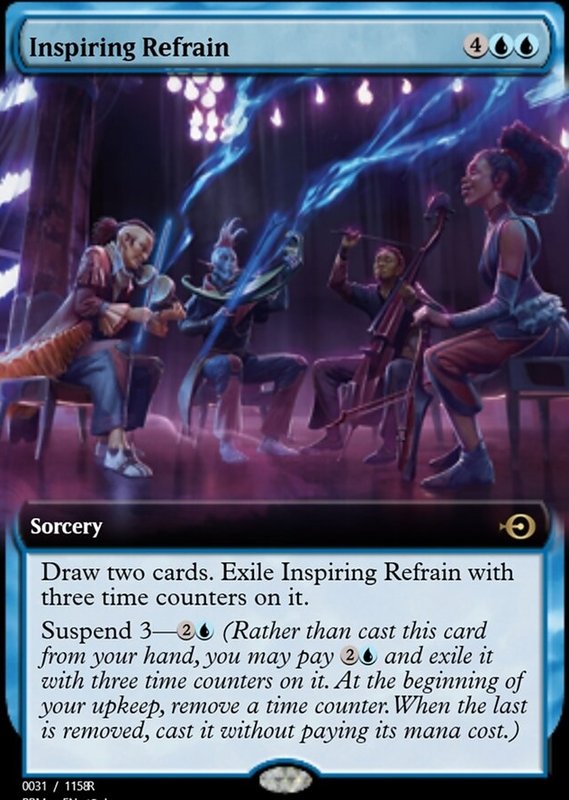 Inspiring Refrain
4
Sorcery
Draw two cards. Exile Inspiring Refrain with
three time counters on it.
Suspend 3—2 (Rather than cast this card
from your hand, you may pay 2 and exile it
with three time counters on it. At the beginning of
your upkeep, remove a time counter. When the last
is removed, cast it without paying its mana cost.)
0031 / 1158R